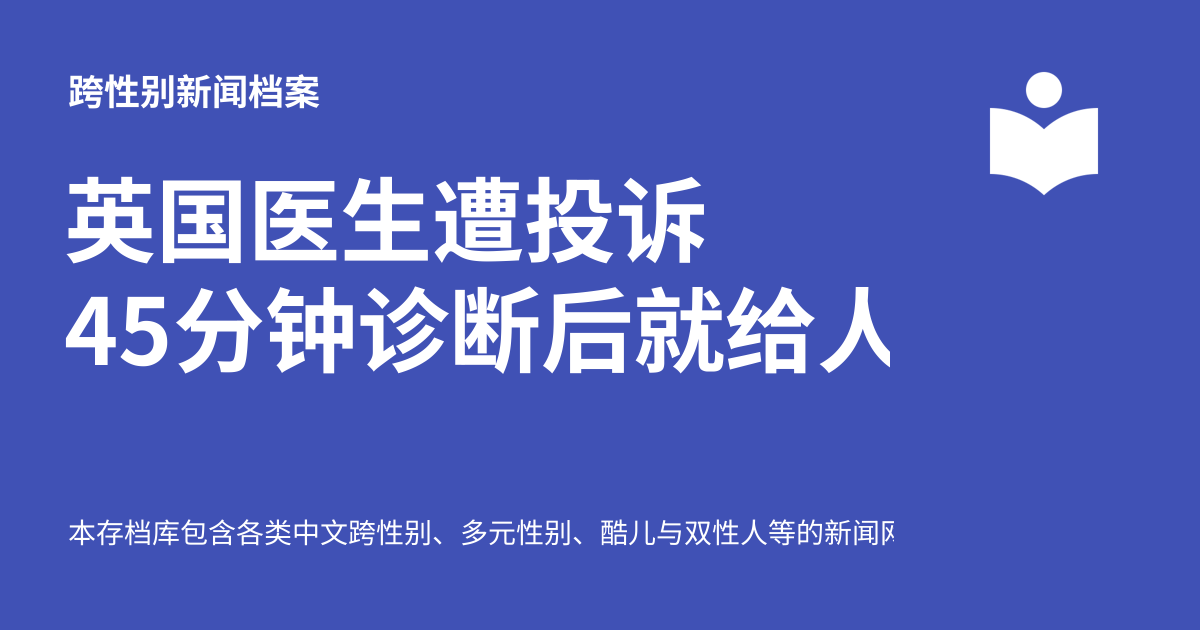 跨性别新闻档案
英国医生遭投诉
45分钟诊断后就给人
本存档库包含各类中文跨性别、多元性别、酷儿与双性人等的新闻网